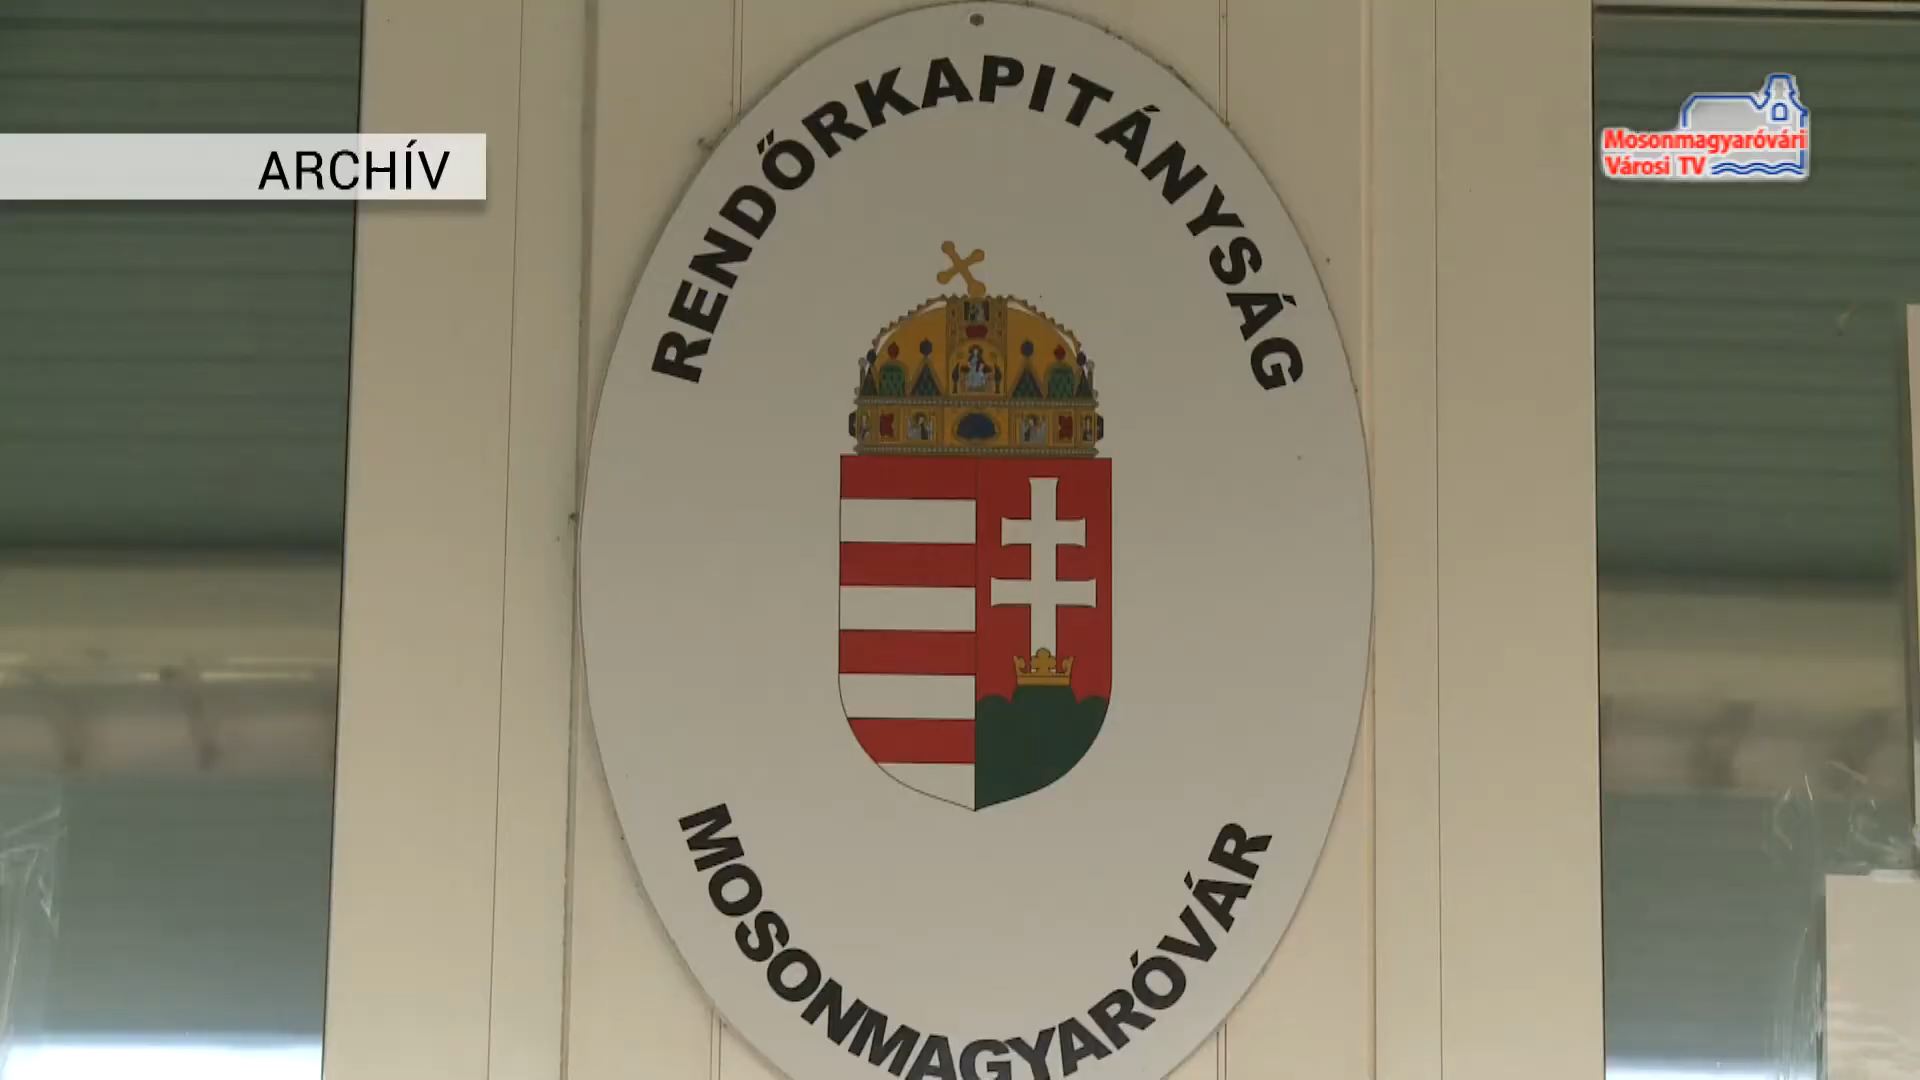 ARCHÍV
Mosonmagyaróvári
Városi TV
RENDŐRKAPITÁNYSÁG
MOSONMAGYARÓVÁR